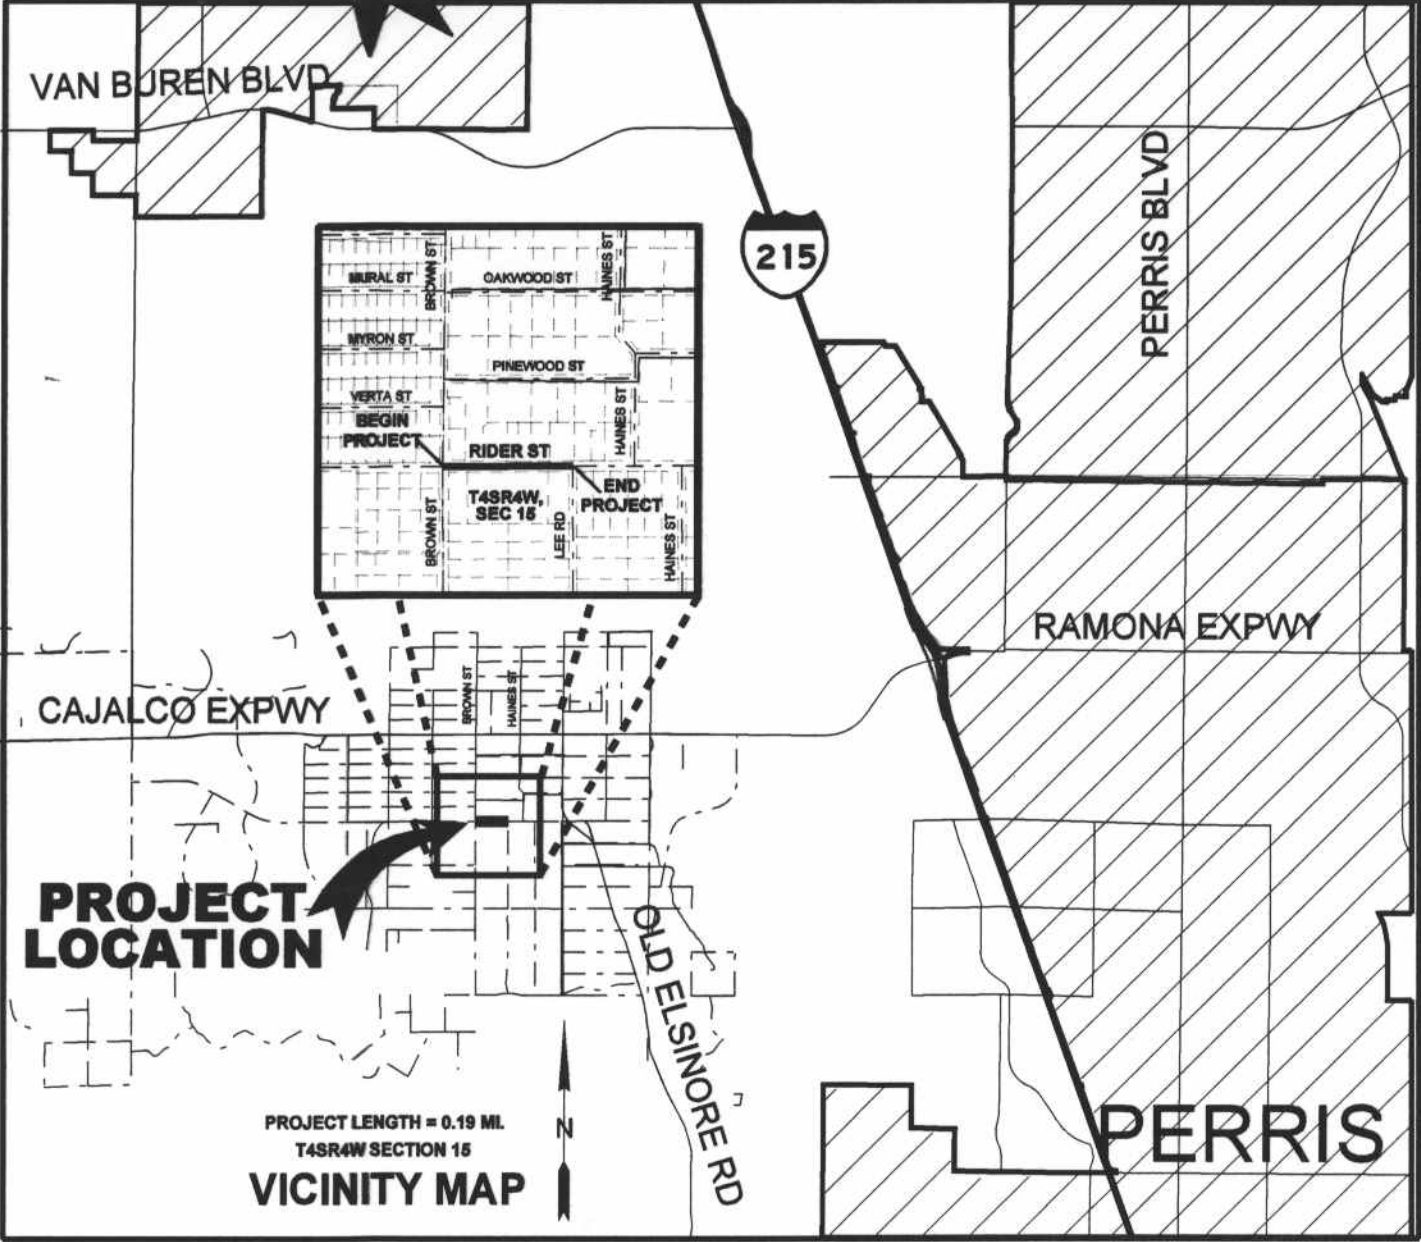 VAN BUREN BLVD
PERRIS BLVD
215
BROWN ST
HAINES ST
MURAL ST
OAKWOOD ST
MYRON ST
PINEWOOD ST
VERTA ST
HAINES ST
BEGIN
PROJECT
RIDER ST
T4SR4W,
SEC 15
END
PROJECT
BROWN ST
LEE RD
HAINES ST
RAMONA EXPWY
BROWN ST
HAINES ST
CAJALCO EXPWY
PROJECT
LOCATION
OLD ELSINORE RD
PROJECT LENGTH = 0.19 MI.
T4SR4W SECTION 15
VICINITY MAP
N
PERRIS